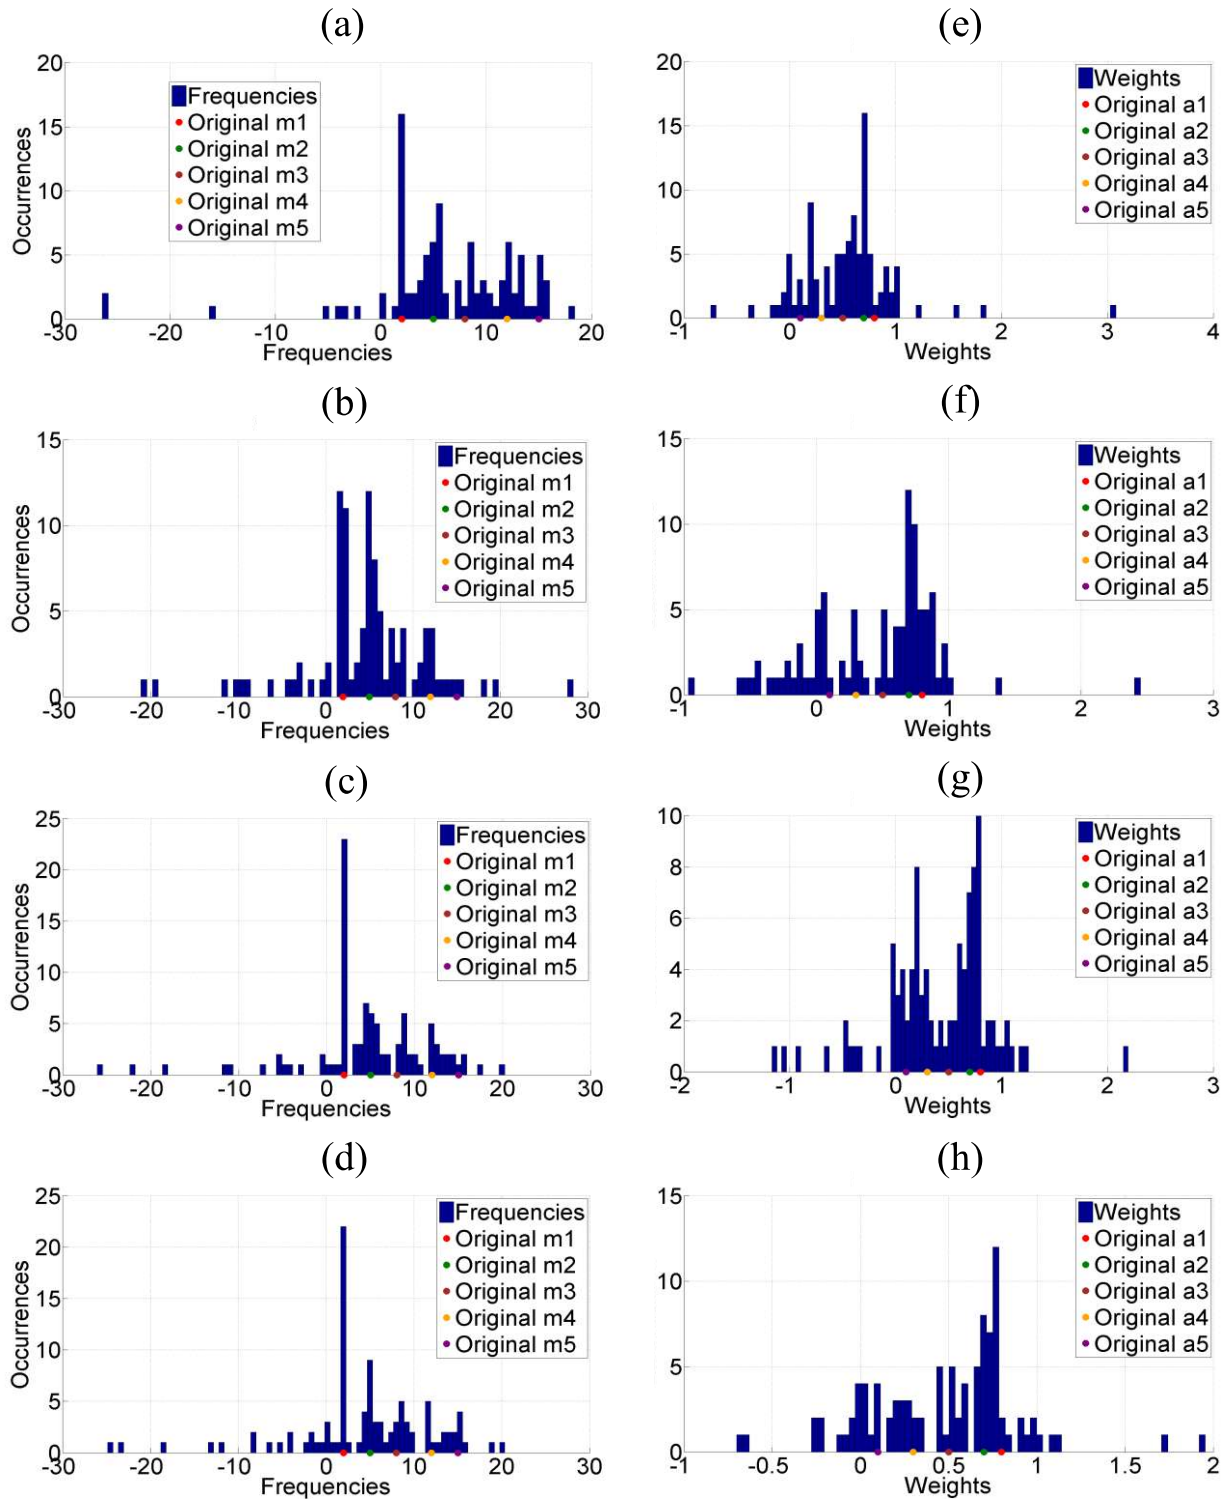 (a)
20
15
10
5
0
-30
-20
-10
0
10
20
Occurrences
Frequencies
Frequencies
Original m1
Original m2
Original m3
Original m4
Original m5
(e)
20
15
10
5
0
-1
0
1
2
3
4
Weights
Weights
Original a1
Original a2
Original a3
Original a4
Original a5
(b)
15
10
5
0
-30
-20
-10
0
10
20
30
Occurrences
Frequencies
Frequencies
Original m1
Original m2
Original m3
Original m4
Original m5
(f)
15
10
5
0
-1
0
1
2
3
Weights
Weights
Original a1
Original a2
Original a3
Original a4
Original a5
(c)
25
20
15
10
5
0
-30
-20
-10
0
10
20
30
Occurrences
Frequencies
Frequencies
Original m1
Original m2
Original m3
Original m4
Original m5
(g)
10
8
6
4
2
0
-2
-1
0
1
2
3
Weights
Weights
Original a1
Original a2
Original a3
Original a4
Original a5
(d)
25
20
15
10
5
0
-30
-20
-10
0
10
20
30
Occurrences
Frequencies
Frequencies
Original m1
Original m2
Original m3
Original m4
Original m5
(h)
15
10
5
0
-1
-0.5
0
0.5
1
1.5
2
Weights
Weights
Original a1
Original a2
Original a3
Original a4
Original a5